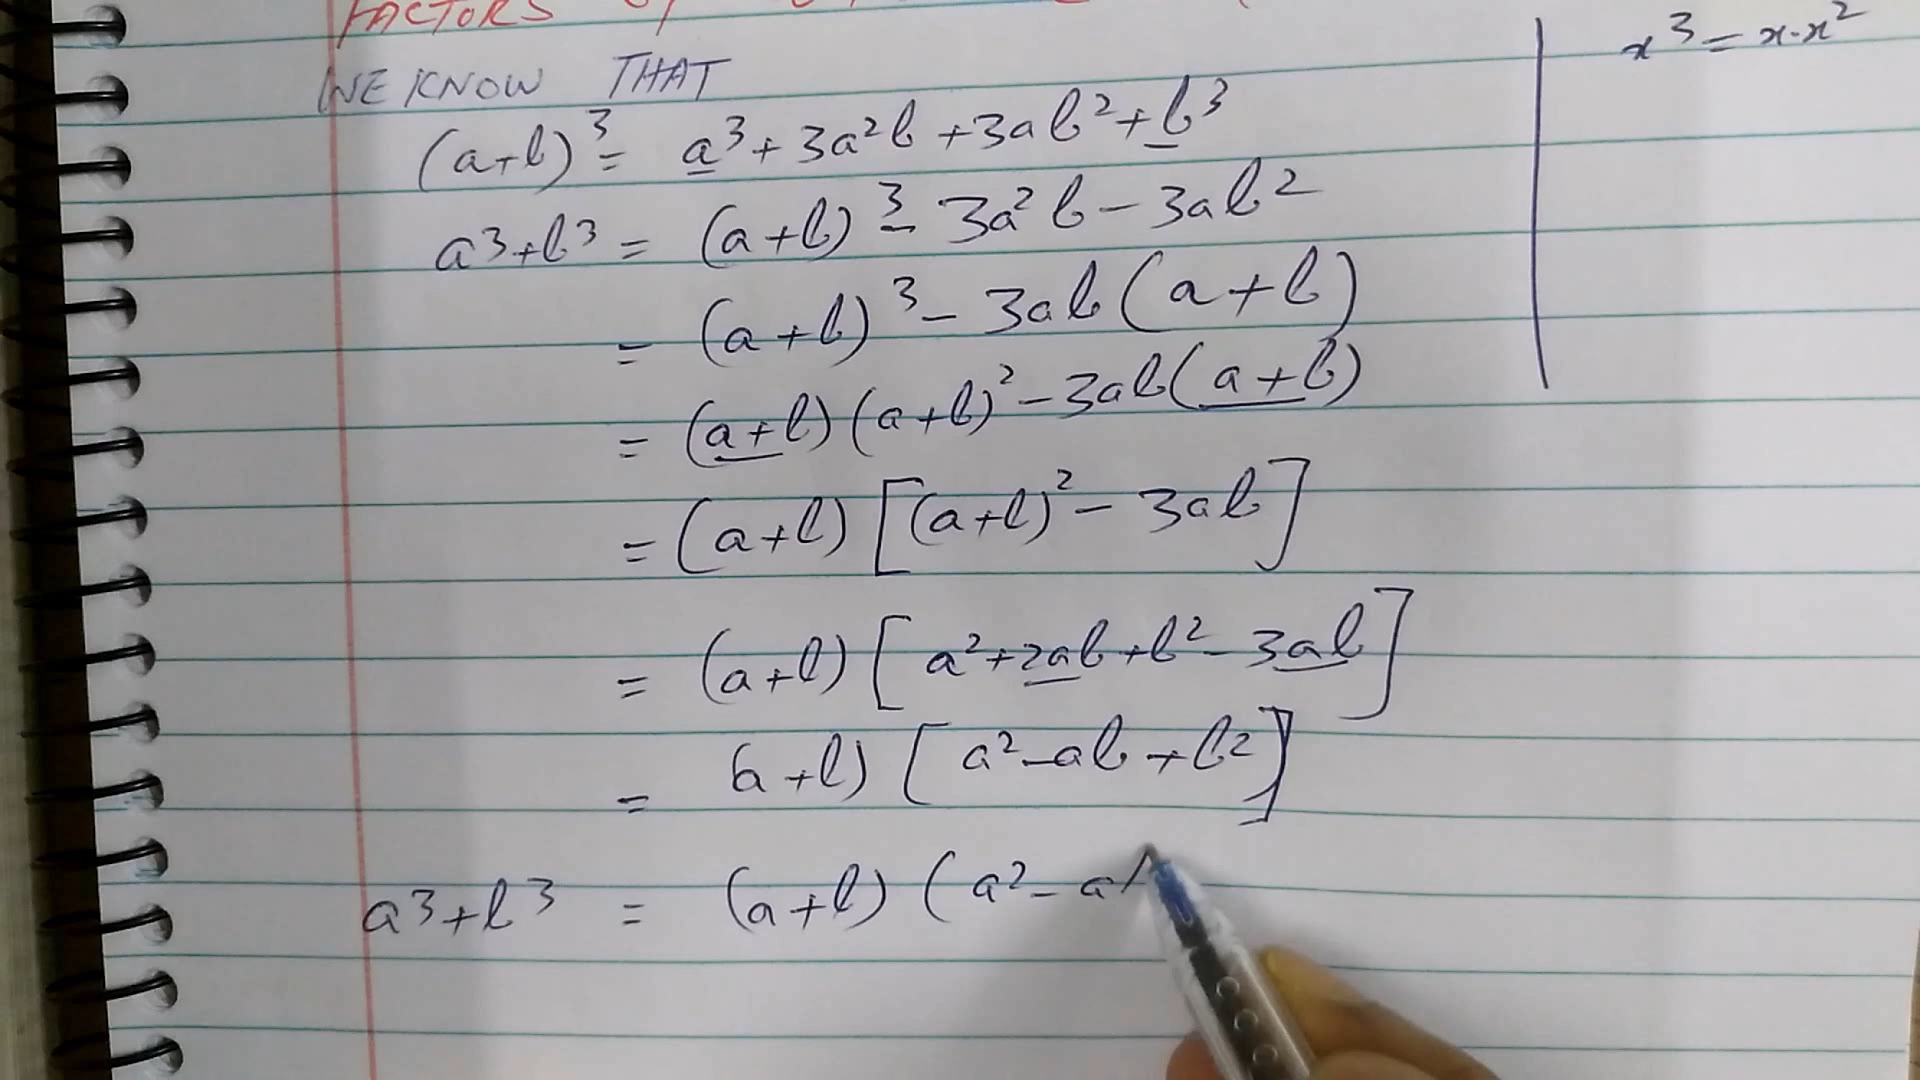 FACTORS
WE KNOW THAT
(a+b)³ = a³ + 3a²b + 3ab² + b³
a³+b³ = (a+b)³ - 3a²b - 3ab²
= (a+b)³ - 3ab(a+b)
= (a+b)(a+b)² - 3ab(a+b)
= (a+b)[(a+b)² - 3ab]
= (a+b)[a²+2ab+b² - 3ab]
= (a+b)[a²-ab+b²]
a³+b³ = (a+b)(a² - ab
x³ = x·x²